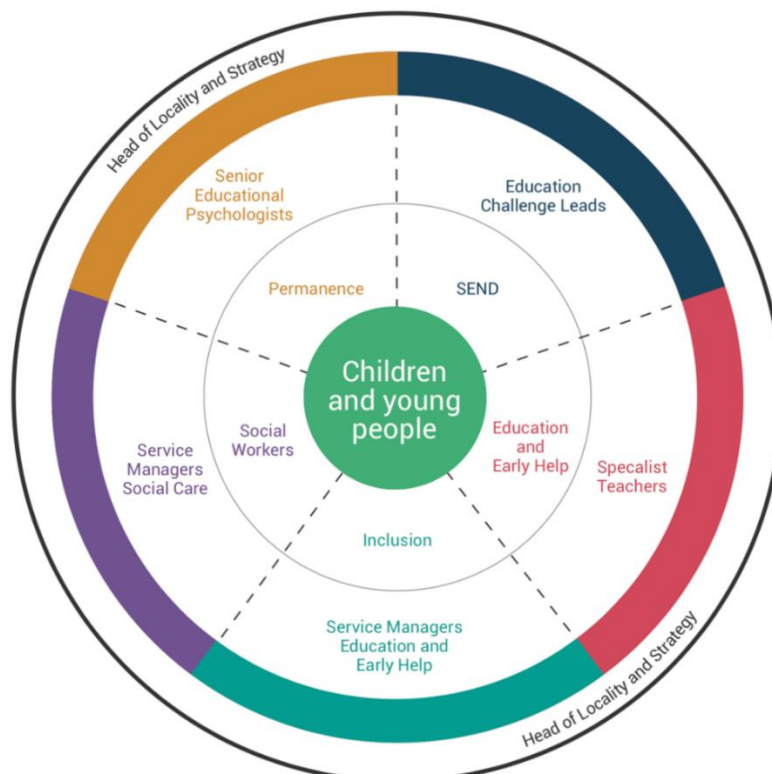 Head of Locality and Strategy
Senior
Educational
Psychologists
Education
Challenge Leads
Permanence
SEND
Children
and young
people
Service
Managers
Social Care
Social
Workers
Education
and
Early Help
Specalist
Teachers
Inclusion
Service Managers
Education and
Early Help
Head of Locality and Strategy